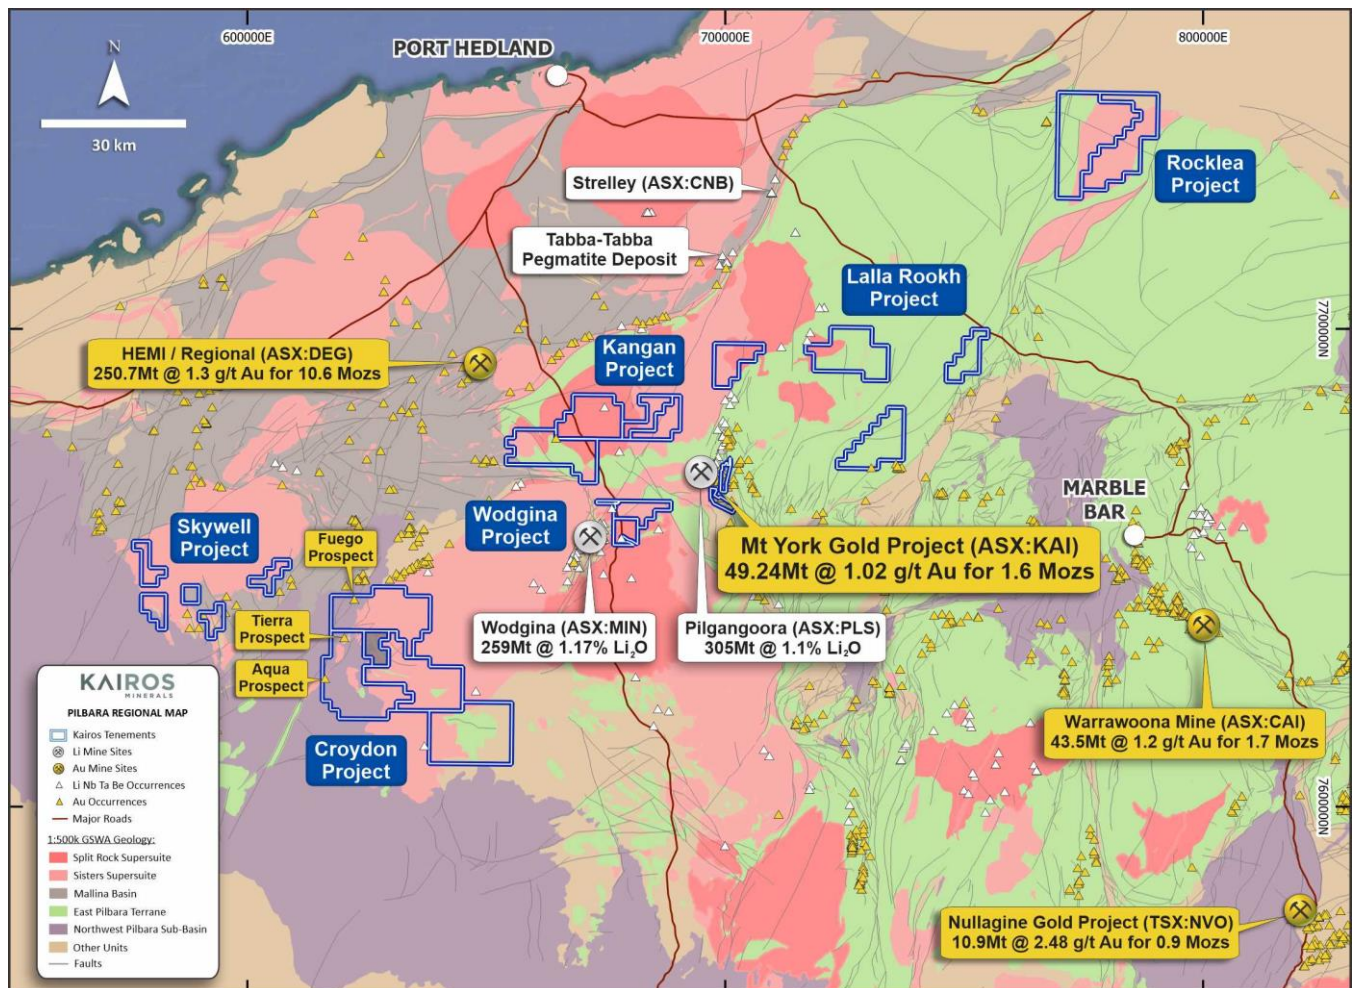 600000E
700000E
800000E
N
PORT HEDLAND
30 km
Rocklea
Project
Strelley (ASX:CNB)
Tabba-Tabba
Pegmatite Deposit
Lalla Rookh
Project
7700000N
HEMI / Regional (ASX:DEG)
250.7Mt @ 1.3 g/t Au for 10.6 Mozs
Kangan
Project
MARBLE
BAR
Skywell
Project
Fuego
Prospect
Wodgina
Project
Mt York Gold Project (ASX:KAI)
49.24Mt @ 1.02 g/t Au for 1.6 Mozs
Tierra
Prospect
Wodgina (ASX:MIN)
259Mt @ 1.17% Li₂O
Pilgangoora (ASX:PLS)
305Mt @ 1.1% Li₂O
Aqua
Prospect
Warrawoona Mine (ASX:CAI)
43.5Mt @ 1.2 g/t Au for 1.7 Mozs
Croydon
Project
7600000N
Nullagine Gold Project (TSX:NVO)
10.9Mt @ 2.48 g/t Au for 0.9 Mozs
KAIROS
MINERALS
PILBARA REGIONAL MAP
Kairos Tenements
Li Mine Sites
Au Mine Sites
Li Nb Ta Be Occurrences
Au Occurrences
Major Roads
1:500k GSWA Geology:
Split Rock Supersuite
Sisters Supersuite
Mallina Basin
East Pilbara Terrane
Northwest Pilbara Sub-Basin
Other Units
Faults